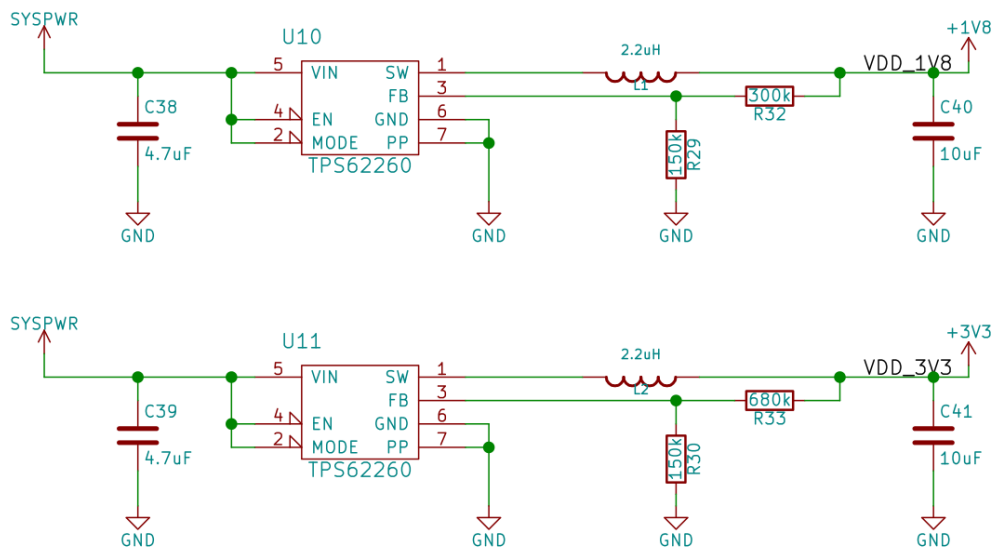 SYSPWR
+1V8
U10
2.2uH
VDD_1V8
5 VIN SW 1
L1
FB 3
300k
C38
4 EN GND 6
R32
C40
2 MODE PP 7
150k
R29
4.7uF
10uF
TPS62260
GND
GND
GND
GND
SYSPWR
+3V3
U11
2.2uH
VDD_3V3
5 VIN SW 1
L2
FB 3
680k
C39
4 EN GND 6
R33
C41
2 MODE PP 7
150k
R30
4.7uF
10uF
TPS62260
GND
GND
GND
GND